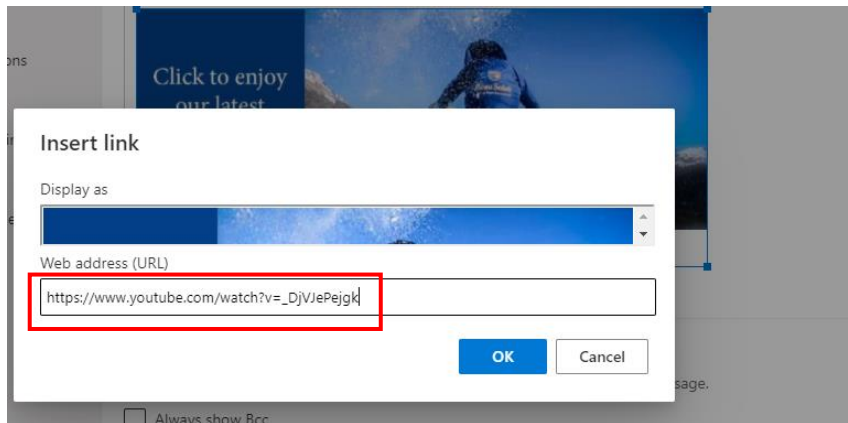 ons
Click to enjoy
our latest
Insert link
Display as
Web address (URL)
https://www.youtube.com/watch?v=_DjVJePejgk
OK
Cancel
sage.
Always show Bcc